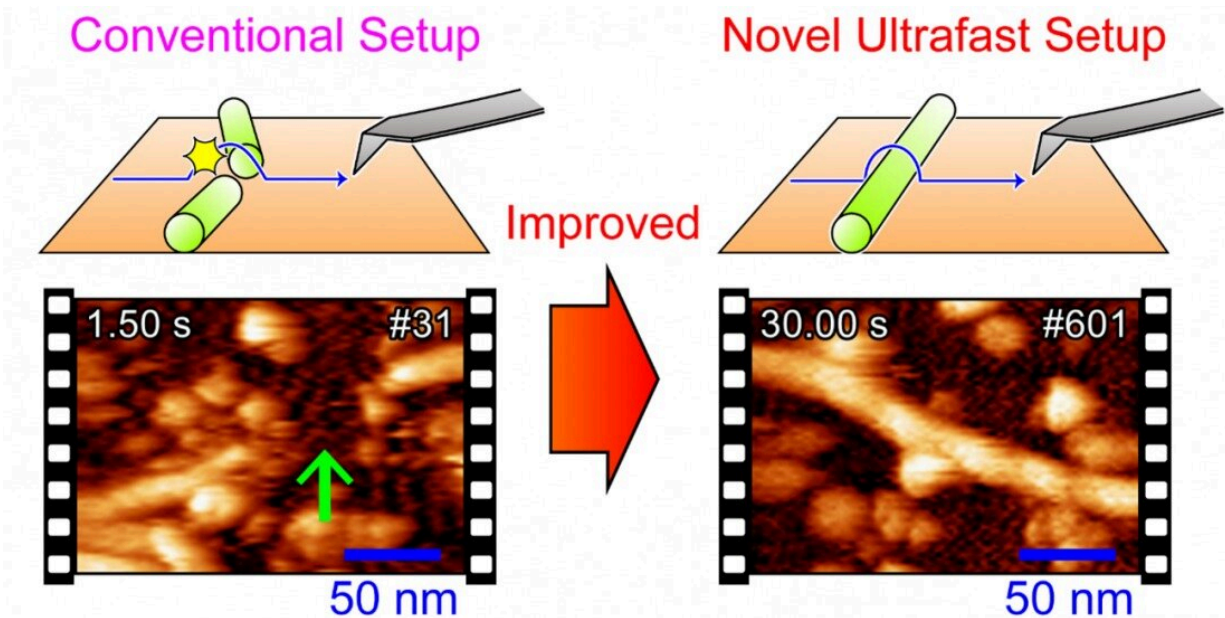 Conventional Setup
Novel Ultrafast Setup
Improved
1.50 s
#31
50 nm
30.00 s
#601
50 nm